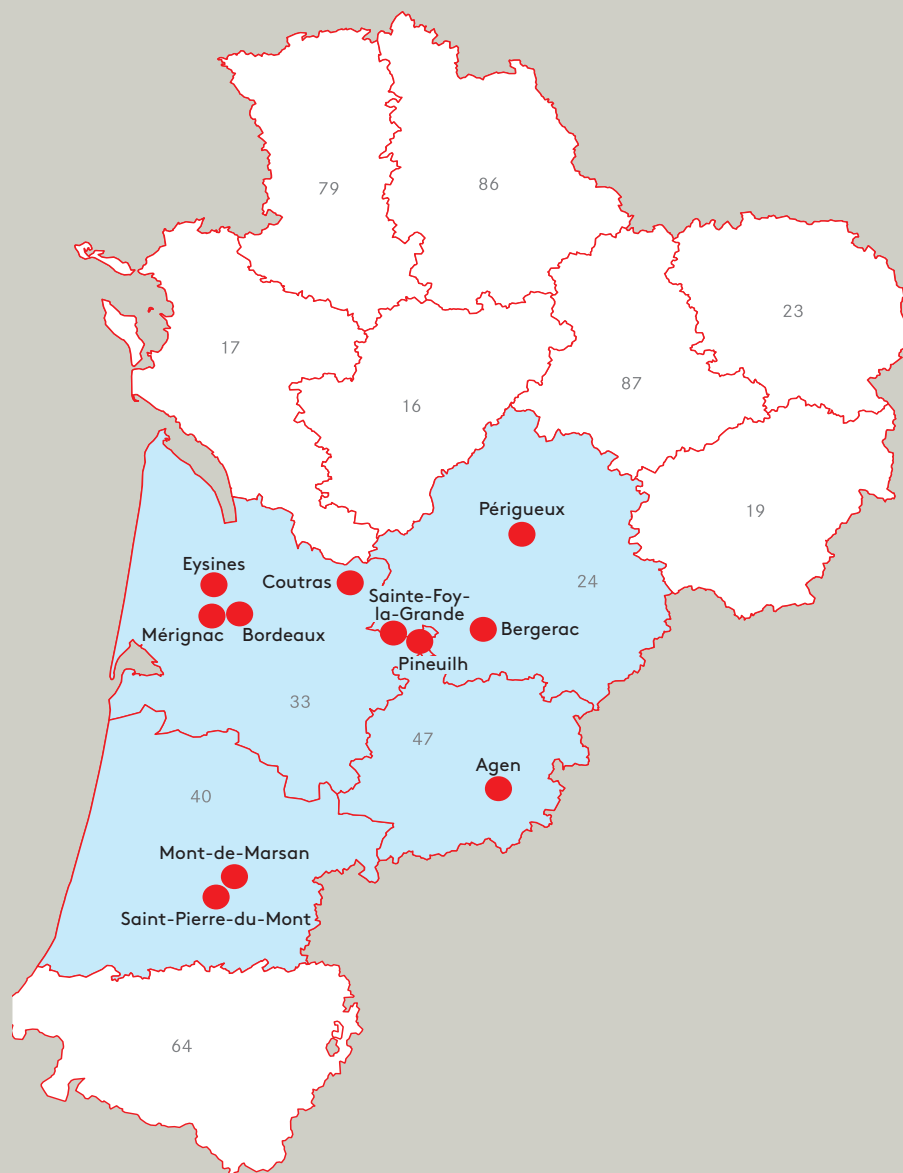 79
86
23
17
87
16
19
Périgueux
Eysines
Coutras
24
Sainte-Foy-
la-Grande
Mérignac
Bordeaux
Bergerac
Pineuilh
33
47
Agen
40
Mont-de-Marsan
Saint-Pierre-du-Mont
64